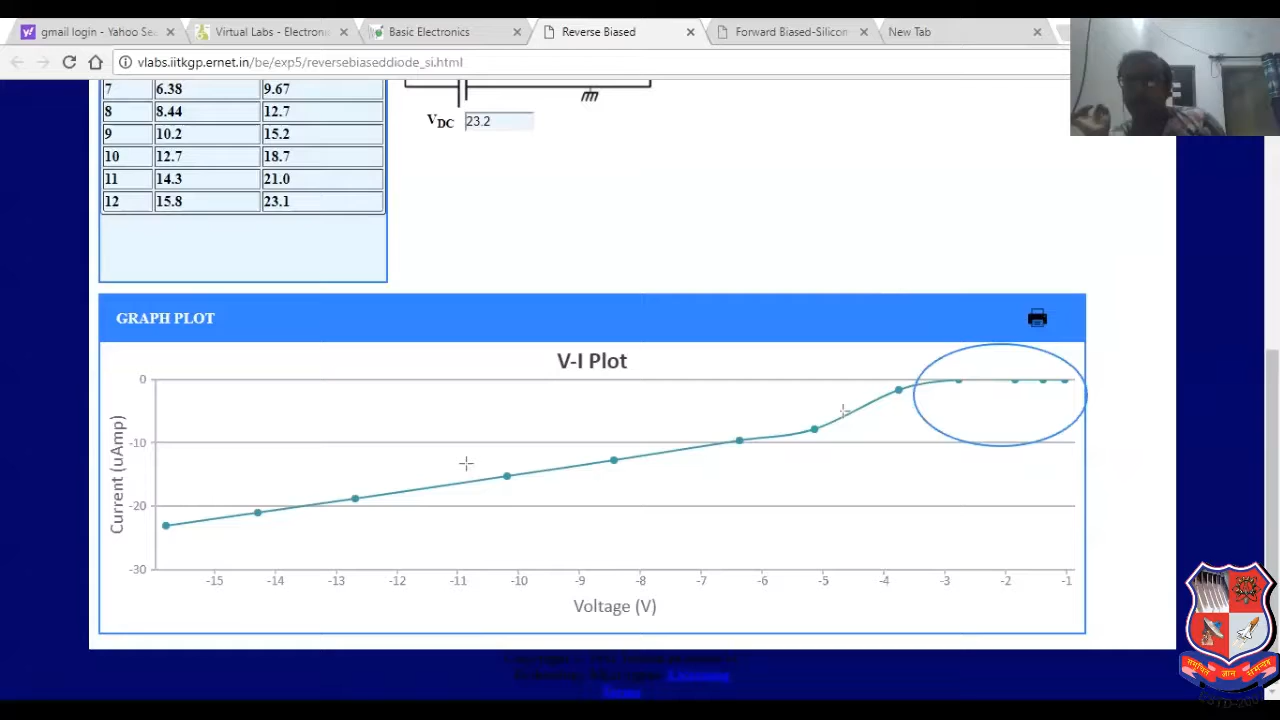 gmail login - Yahoo Sea
Virtual Labs - Electroni
Basic Electronics
Reverse Biased
Forward Biased-Silicon
New Tab
vlabs.iitkgp.ernet.in/be/exp5/reversebiaseddiode_si.html
7 6.38 9.67
8 8.44 12.7
9 10.2 15.2
10 12.7 18.7
11 14.3 21.0
12 15.8 23.1
VDC 23.2
GRAPH PLOT
V-I Plot
Current (uAmp)
0
-10
-20
-30
-15 -14 -13 -12 -11 -10 -9 -8 -7 -6 -5 -4 -3 -2 -1
Voltage (V)